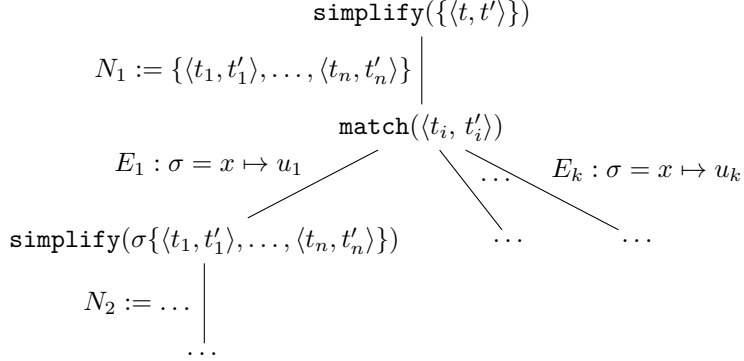 simplify({⟨t, t′⟩})
N₁ := {⟨t₁, t′₁⟩, . . . , ⟨tₙ, t′ₙ⟩}
match(⟨tᵢ, t′ᵢ⟩)
E₁ : σ = x ↦ u₁
. . .
Eₖ : σ = x ↦ uₖ
simplify(σ{⟨t₁, t′₁⟩, . . . , ⟨tₙ, t′ₙ⟩})
. . .
. . .
N₂ := . . .
. . .